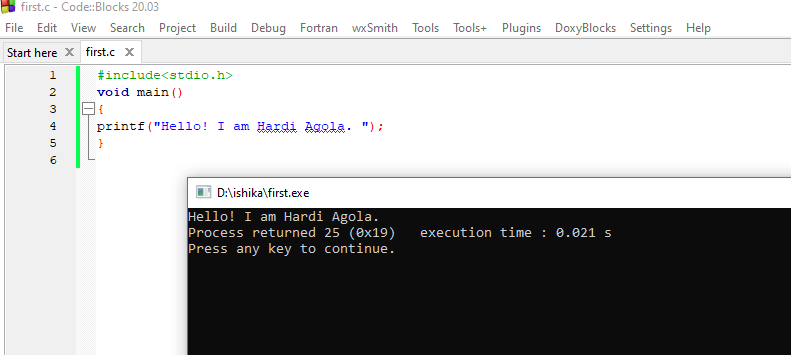 first.c - Code::Blocks 20.03
File Edit View Search Project Build Debug Fortran wxSmith Tools Tools+ Plugins DoxyBlocks Settings Help
Start here first.c
1 #include<stdio.h>
2 void main()
3 {
4 printf("Hello! I am Hardi Agola. ");
5 }
6
D:\ishika\first.exe
Hello! I am Hardi Agola.
Process returned 25 (0x19) execution time : 0.021 s
Press any key to continue.